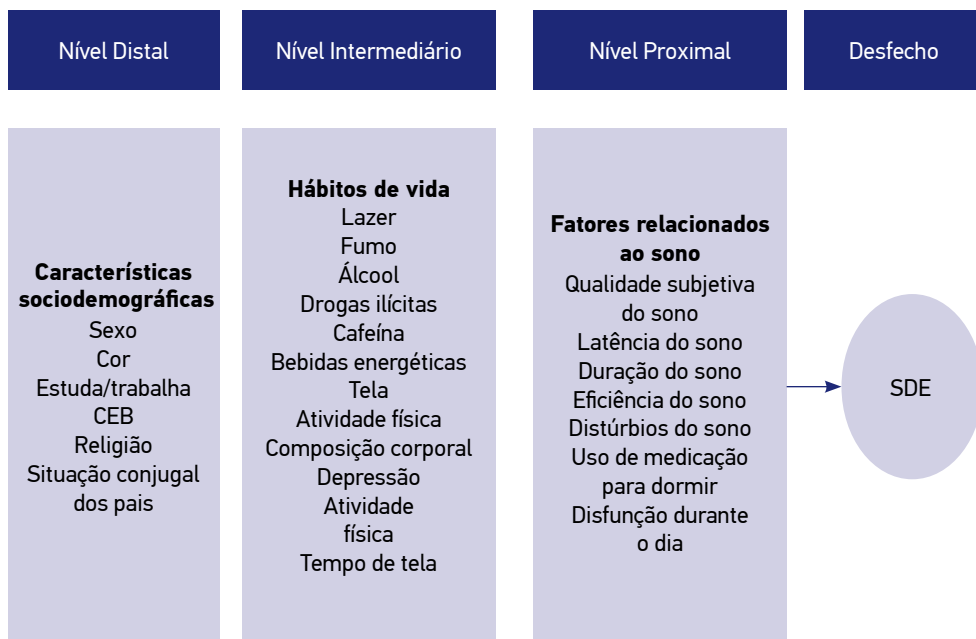 Nível Distal
Nível Intermediário
Nível Proximal
Desfecho
Características
sociodemográficas
Sexo
Cor
Estuda/trabalha
CEB
Religião
Situação conjugal
dos pais
Hábitos de vida
Lazer
Fumo
Álcool
Drogas ilícitas
Cafeína
Bebidas energéticas
Tela
Atividade física
Composição corporal
Depressão
Atividade
física
Tempo de tela
Fatores relacionados
ao sono
Qualidade subjetiva
do sono
Latência do sono
Duração do sono
Eficiência do sono
Distúrbios do sono
Uso de medicação
para dormir
Disfunção durante
o dia
SDE